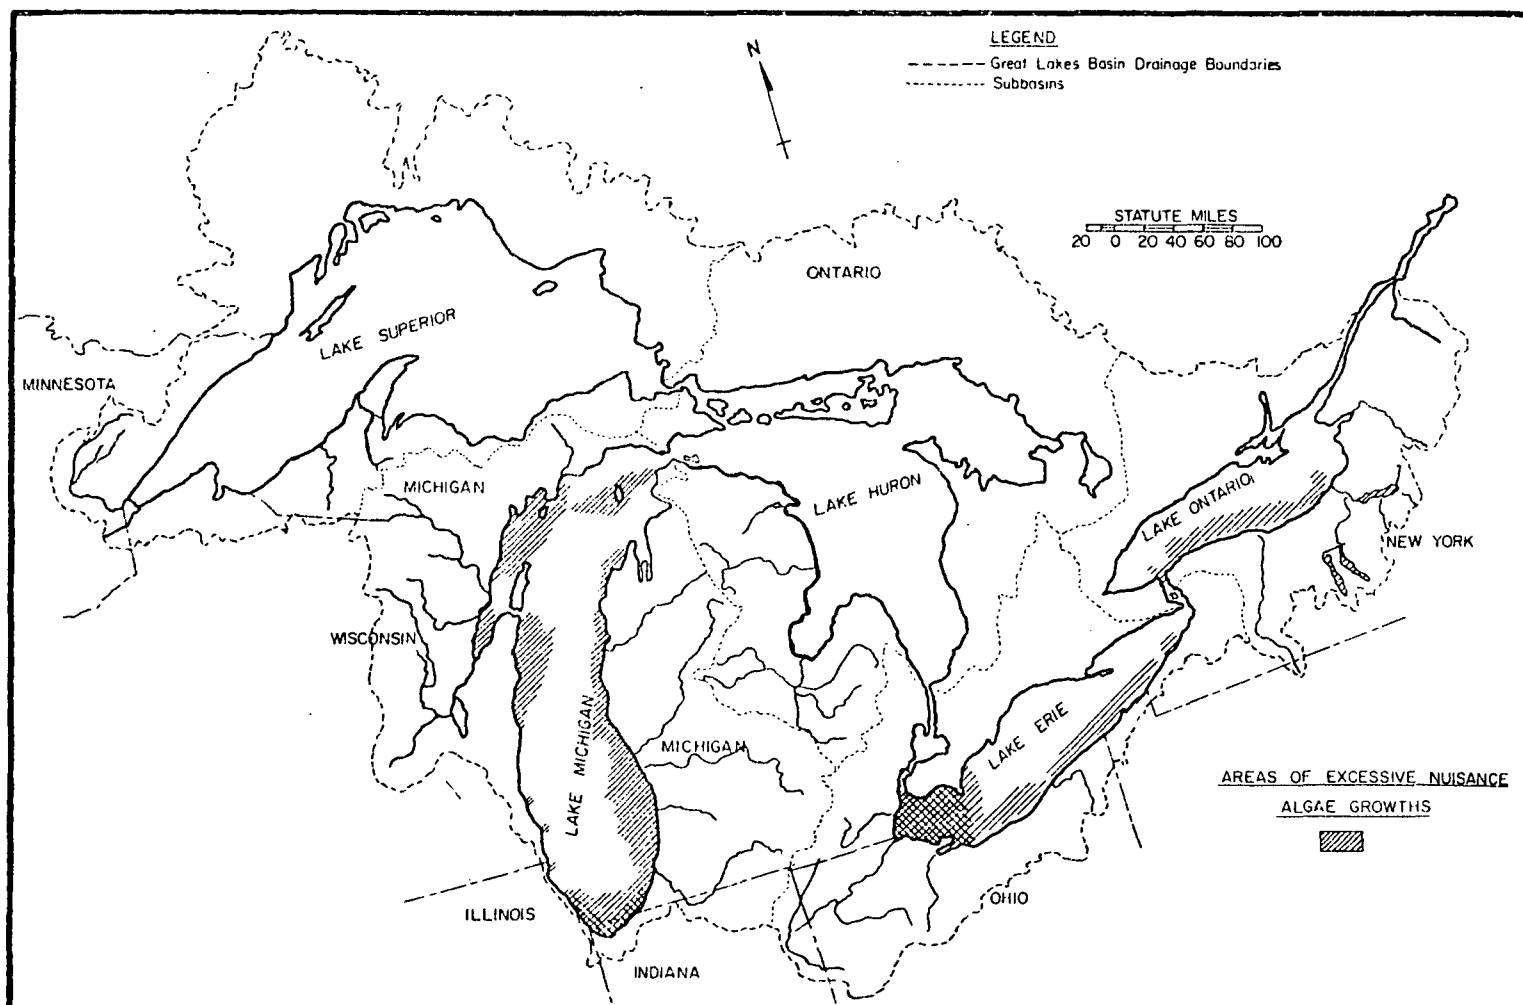 LEGEND
Great Lakes Basin Drainage Boundaries
Subbasins
N
STATUTE MILES
20 0 20 40 60 80 100
ONTARIO
LAKE SUPERIOR
MINNESOTA
MICHIGAN
LAKE HURON
LAKE ONTARIO
NEW YORK
WISCONSIN
LAKE MICHIGAN
MICHIGAN
LAKE ERIE
AREAS OF EXCESSIVE NUISANCE
ALGAE GROWTHS
ILLINOIS
OHIO
INDIANA